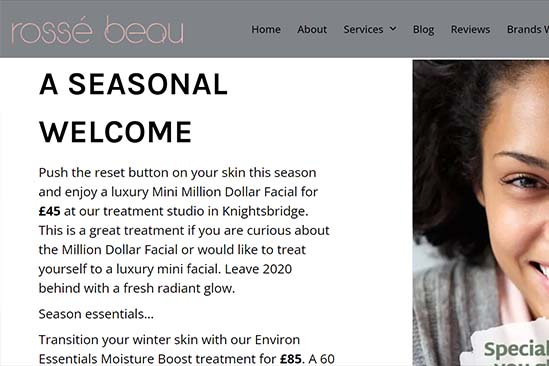 rossé beau
Home About Services Blog Reviews Brands
A SEASONAL
WELCOME
Push the reset button on your skin this season
and enjoy a luxury Mini Million Dollar Facial for
£45 at our treatment studio in Knightsbridge.
This is a great treatment if you are curious about
the Million Dollar Facial or would like to treat
yourself to a luxury mini facial. Leave 2020
behind with a fresh radiant glow.
Season essentials...
Transition your winter skin with our Environ
Essentials Moisture Boost treatment for £85. A 60
Special